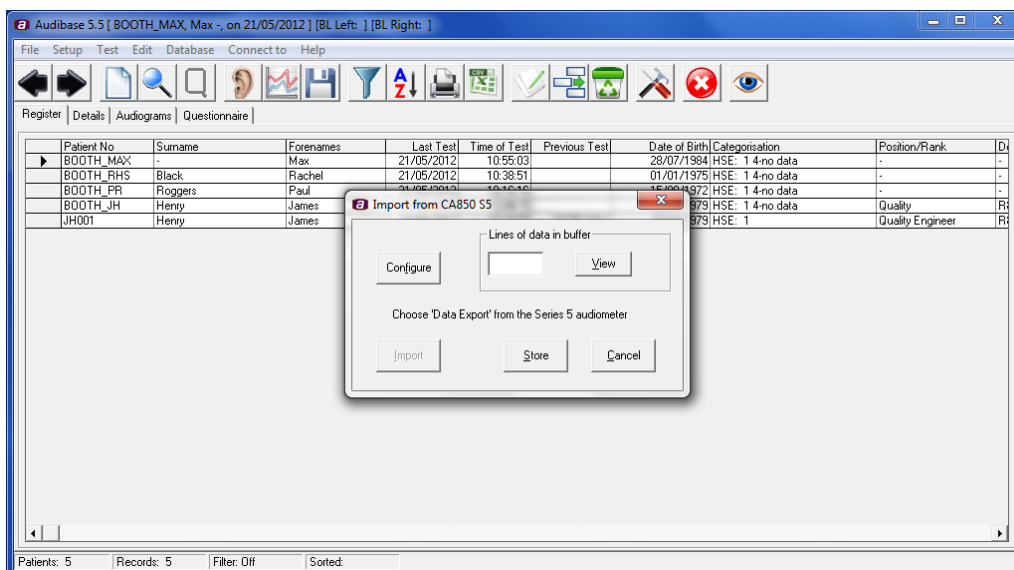 Audibase 5.5 [ BOOTH_MAX, Max -, on 21/05/2012 ] [BL Left: ] [BL Right: ]
File Setup Test Edit Database Connect to Help
Register Details Audiograms Questionnaire
Patient No Surname Forenames Last Test Time of Test Previous Test Date of Birth Categorisation Position/Rank
BOOTH_MAX - Max 21/05/2012 10:55:03 28/07/1984 HSE: 1 4-no data - -
BOOTH_RHS Black Rachel 21/05/2012 10:38:51 01/01/1975 HSE: 1 4-no data - -
BOOTH_PR Roggers Paul HSE: 1 4-no data - -
BOOTH_JH Henry James HSE: 1 4-no data Quality
JH001 Henry James HSE: 1 Quality Engineer
Import from CA850 S5
Lines of data in buffer
Configure View
Choose 'Data Export' from the Series 5 audiometer
Import Store Cancel
Patients: 5 Records: 5 Filter: Off Sorted: